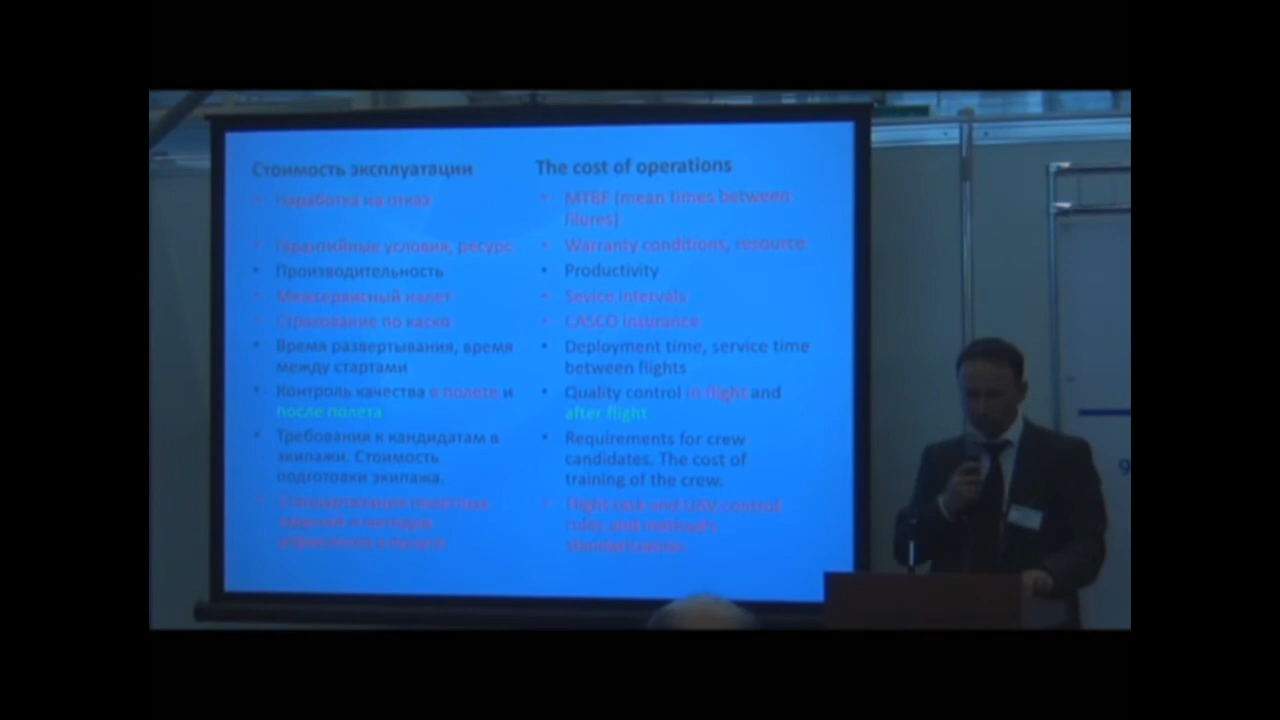 Стоимость эксплуатации
• Наработка на отказ
• Гарантийные условия, ресурс
• Производительность
• Межсервисный налет
• Страхование по каско
• Время развертывания, время
между стартами
• Контроль качества в полете и
после полета
• Требования к кандидатам в
экипажи. Стоимость
подготовки экипажа.
• Стандартизация полетных
заданий и методов
управления в полете
The cost of operations
• MTBF (mean times between
filures)
• Warranty conditions, resource
• Productivity
• Sevice intervals
• CASCO insurance
• Deployment time, service time
between flights
• Quality control in flight and
after flight
• Requirements for crew
candidates. The cost of
training of the crew.
• Flight task and UAV control
rules and method's
standartization
9